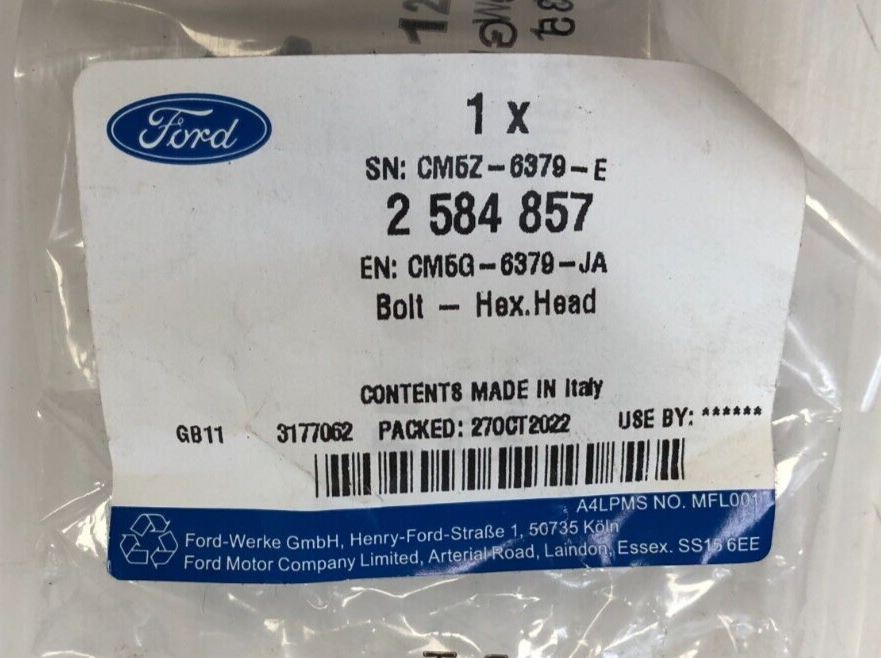 Ford
1 x
SN: CM5Z-6379-E
2 584 857
EN: CM5G-6379-JA
Bolt - Hex.Head
CONTENTS MADE IN Italy
GB11 3177062 PACKED: 27OCT2022 USE BY: ******
A4LPMS NO. MFL001
Ford-Werke GmbH, Henry-Ford-Straße 1, 50735 Köln
Ford Motor Company Limited, Arterial Road, Laindon, Essex. SS15 6EE